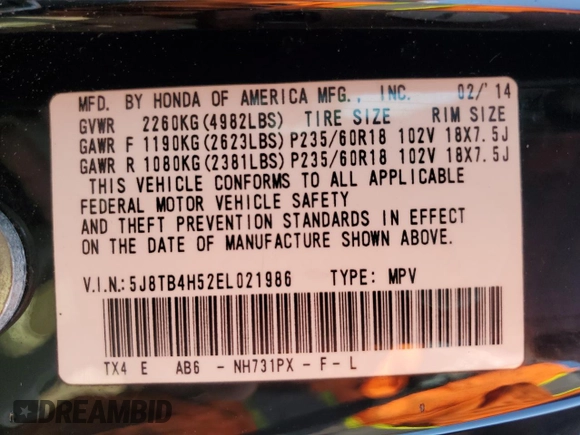 MFD. BY HONDA OF AMERICA MFG., INC. 02/'14
GVWR 2260KG(4982LBS) TIRE SIZE RIM SIZE
GAWR F 1190KG(2623LBS)P235/60R18 102V 18X7.5J
GAWR R 1080KG(2381LBS)P235/60R18 102V 18X7.5J
THIS VEHICLE CONFORMS TO ALL APPLICABLE
FEDERAL MOTOR VEHICLE SAFETY
AND THEFT PREVENTION STANDARDS IN EFFECT
ON THE DATE OF MANUFACTURE SHOWN ABOVE.
V.I.N.:5J8TB4H52EL021986 TYPE: MPV
TX4 E AB6 - NH731PX - F - L
DREAMBID